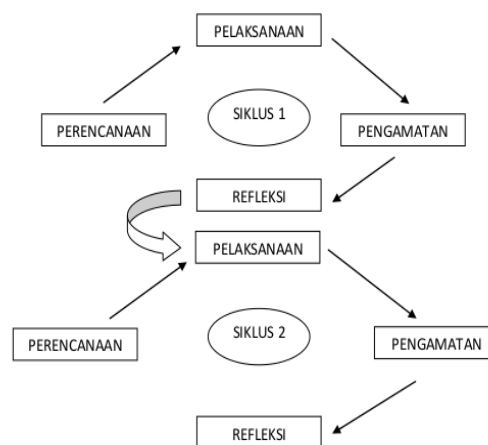 PELAKSANAAN
PERENCANAAN
SIKLUS 1
PENGAMATAN
REFLEKSI
PELAKSANAAN
PERENCANAAN
SIKLUS 2
PENGAMATAN
REFLEKSI